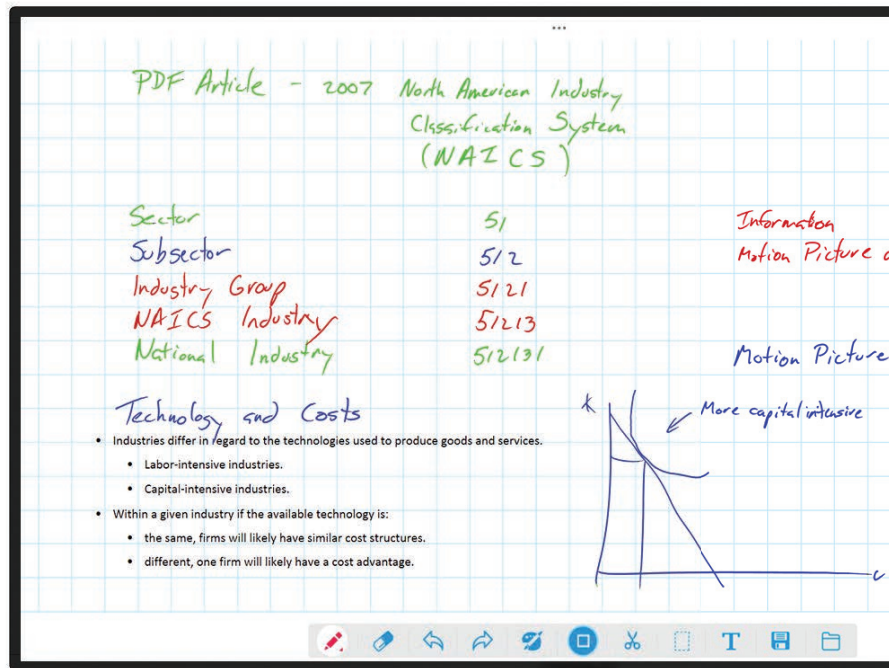 PDF Article - 2007 North American Industry
Classification System
(NAICS)
Sector 51 Information
Subsector 512 Motion Picture
Industry Group 5121
NAICS Industry 51213
National Industry 512131 Motion Picture
Technology and Costs
K
More capital intensive
• Industries differ in regard to the technologies used to produce goods and services.
• Labor-intensive industries.
• Capital-intensive industries.
• Within a given industry if the available technology is:
• the same, firms will likely have similar cost structures.
• different, one firm will likely have a cost advantage.
T